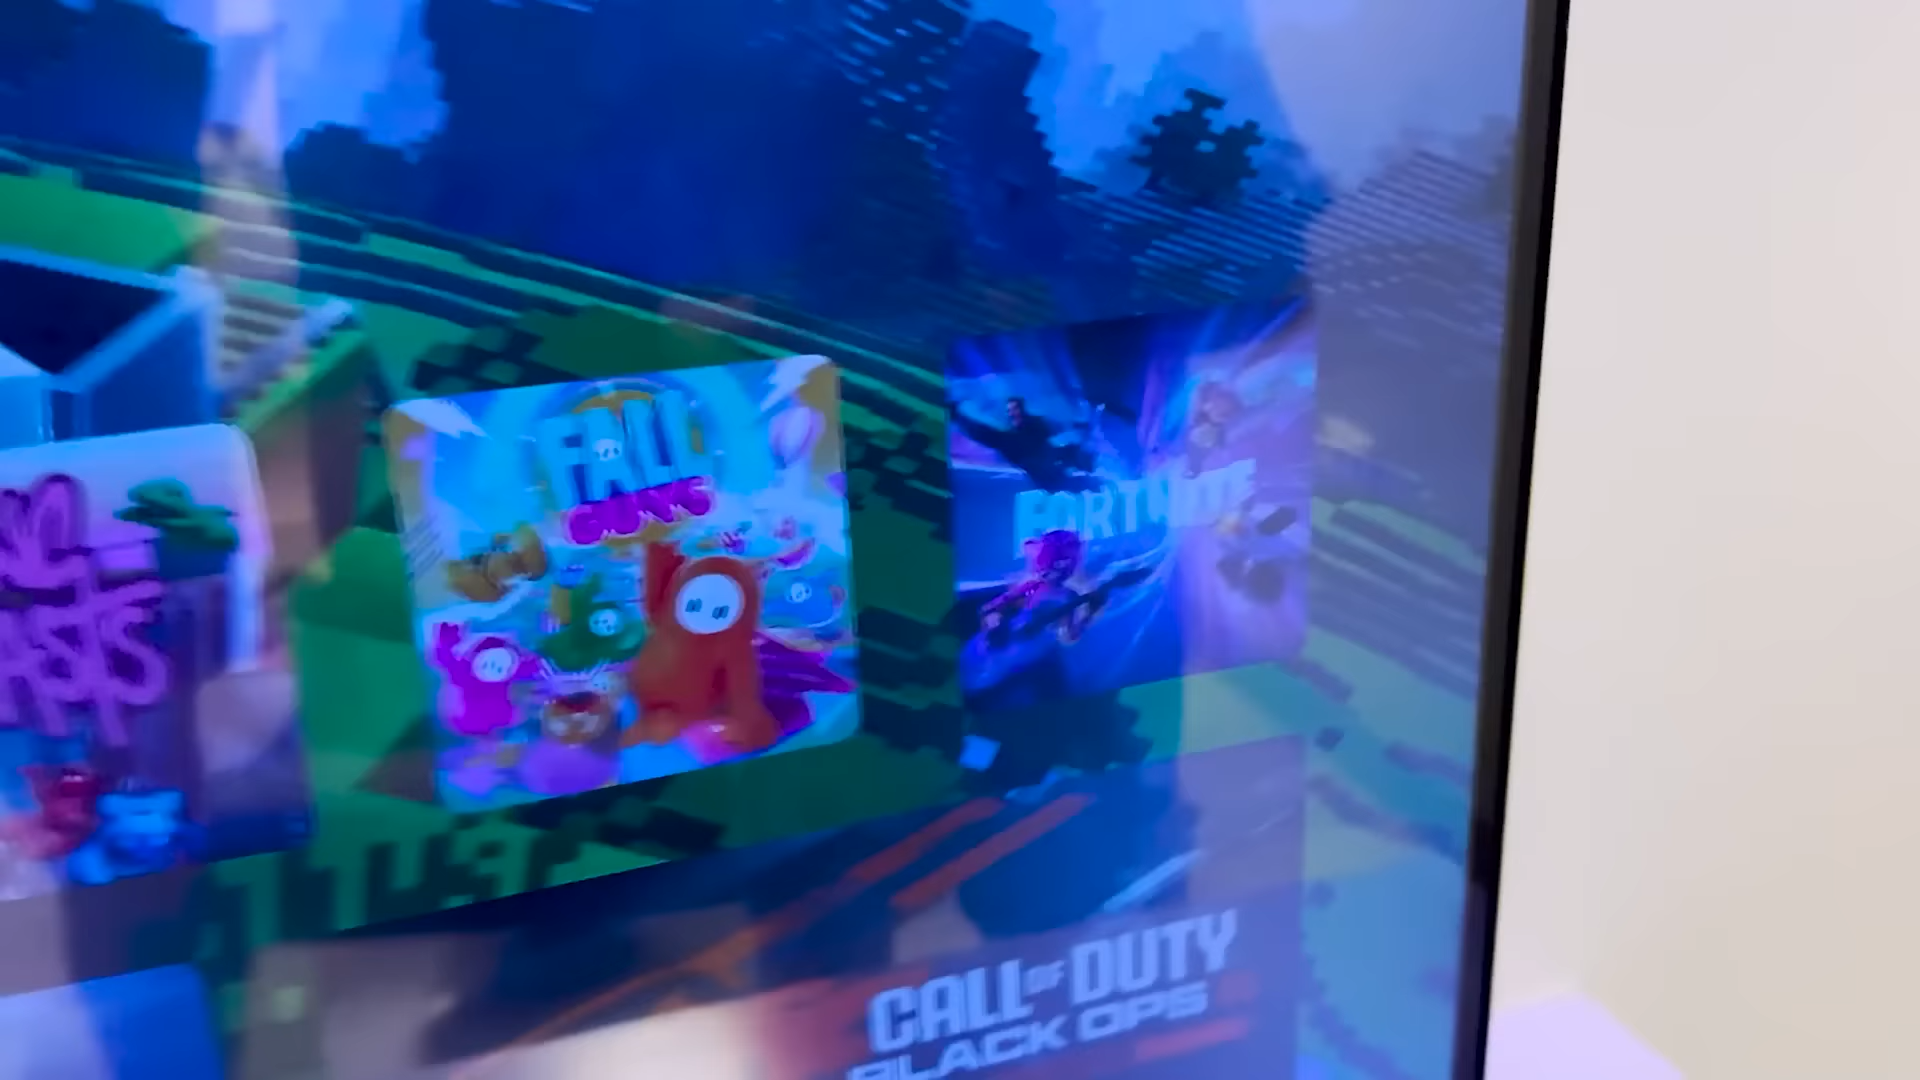 FALL
GUYS
FORTNITE
CALL OF DUTY
BLACK OPS